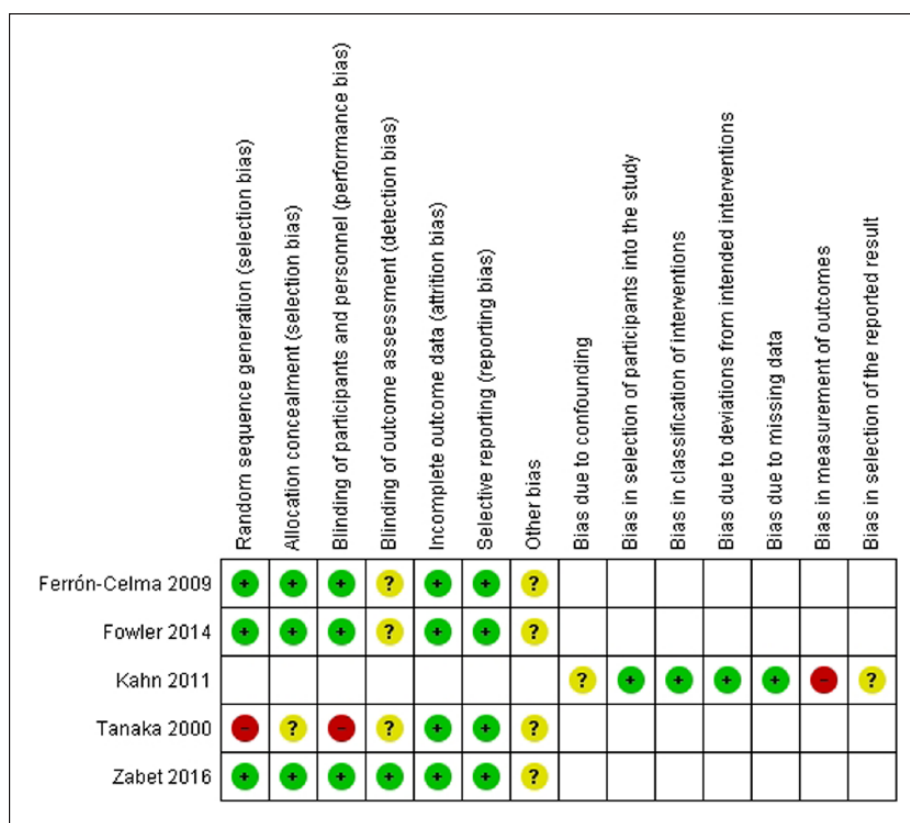 Random sequence generation (selection bias)
Allocation concealment (selection bias)
Blinding of participants and personnel (performance bias)
Blinding of outcome assessment (detection bias)
Incomplete outcome data (attrition bias)
Selective reporting (reporting bias)
Other bias
Bias due to confounding
Bias in selection of participants into the study
Bias in classification of interventions
Bias due to deviations from intended interventions
Bias due to missing data
Bias in measurement of outcomes
Bias in selection of the reported result
Ferrón-Celma 2009 + + + ? + + ?
Fowler 2014 + + + ? + + ?
Kahn 2011 ? + + + + - ?
Tanaka 2000 - ? - ? + + ?
Zabet 2016 + + + + + + ?